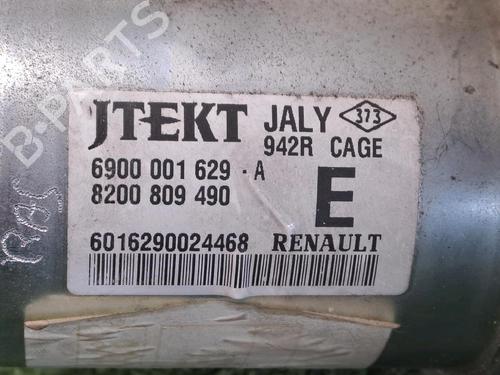 JTEKT JALY 373
942R CAGE
6900 001 629 - A
8200 809 490
E
6016290024468 RENAULT
B-PARTS